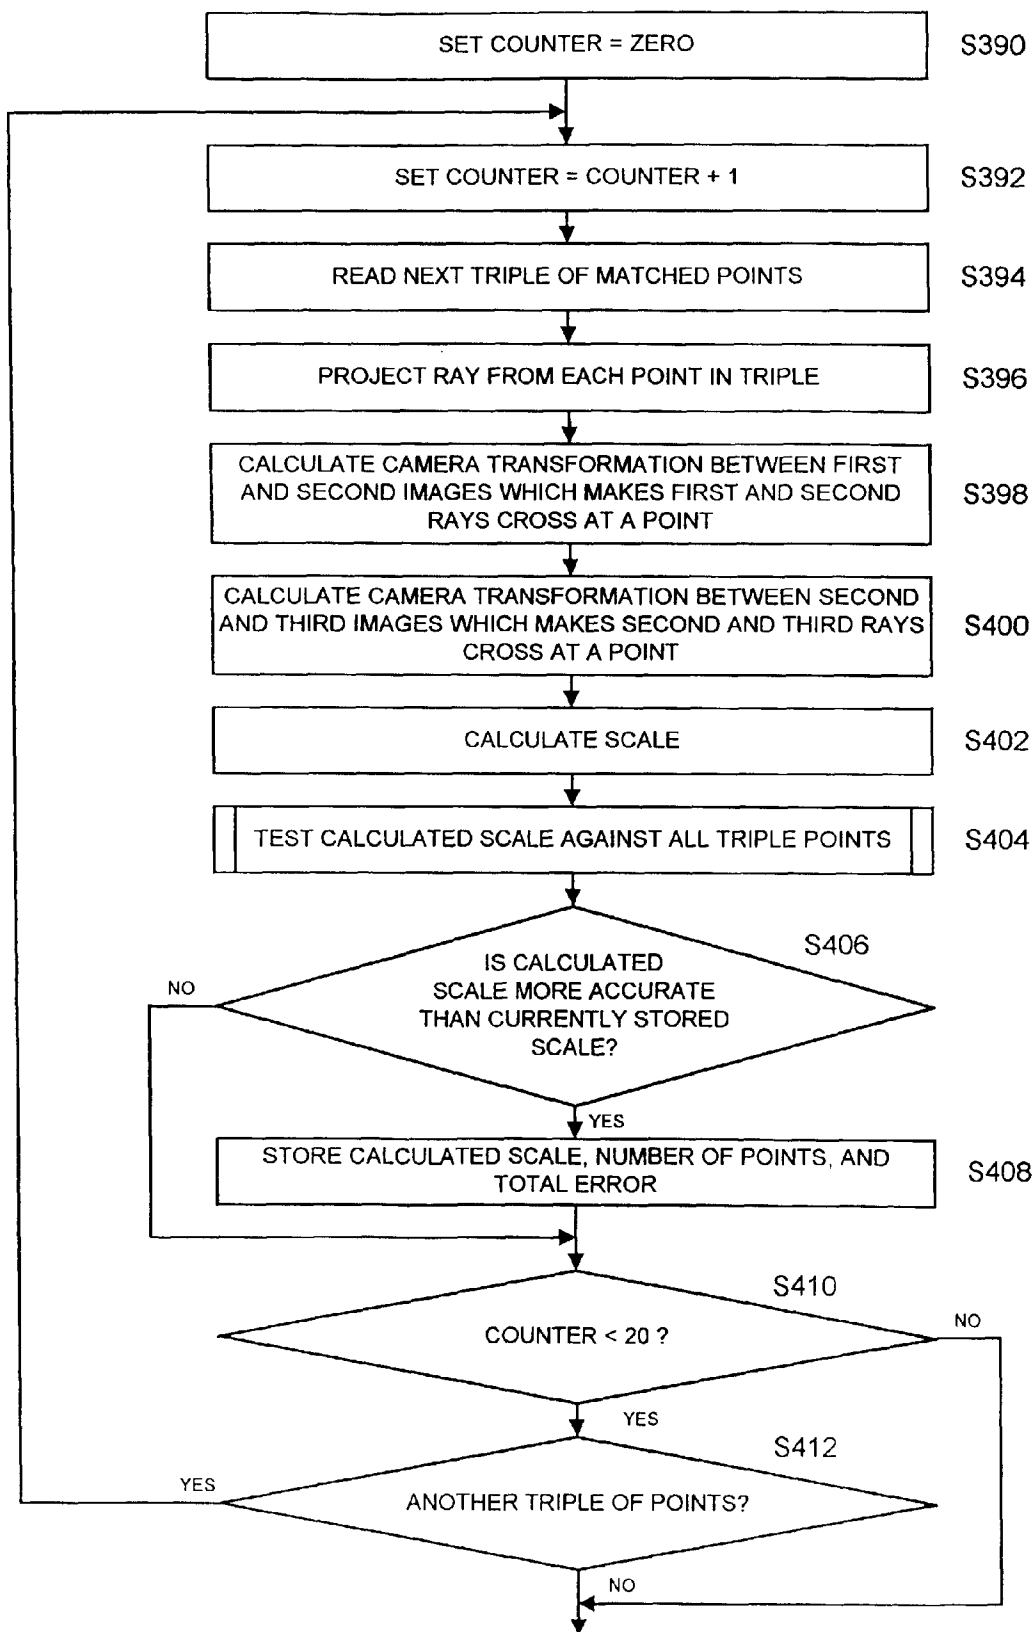 SET COUNTER = ZERO
S390
SET COUNTER = COUNTER + 1
S392
READ NEXT TRIPLE OF MATCHED POINTS
S394
PROJECT RAY FROM EACH POINT IN TRIPLE
S396
CALCULATE CAMERA TRANSFORMATION BETWEEN FIRST
AND SECOND IMAGES WHICH MAKES FIRST AND SECOND
RAYS CROSS AT A POINT
S398
CALCULATE CAMERA TRANSFORMATION BETWEEN SECOND
AND THIRD IMAGES WHICH MAKES SECOND AND THIRD RAYS
CROSS AT A POINT
S400
CALCULATE SCALE
S402
TEST CALCULATED SCALE AGAINST ALL TRIPLE POINTS
S404
S406
IS CALCULATED
SCALE MORE ACCURATE
THAN CURRENTLY STORED
SCALE?
NO
YES
STORE CALCULATED SCALE, NUMBER OF POINTS, AND
TOTAL ERROR
S408
S410
COUNTER < 20 ?
NO
YES
S412
ANOTHER TRIPLE OF POINTS?
YES
NO